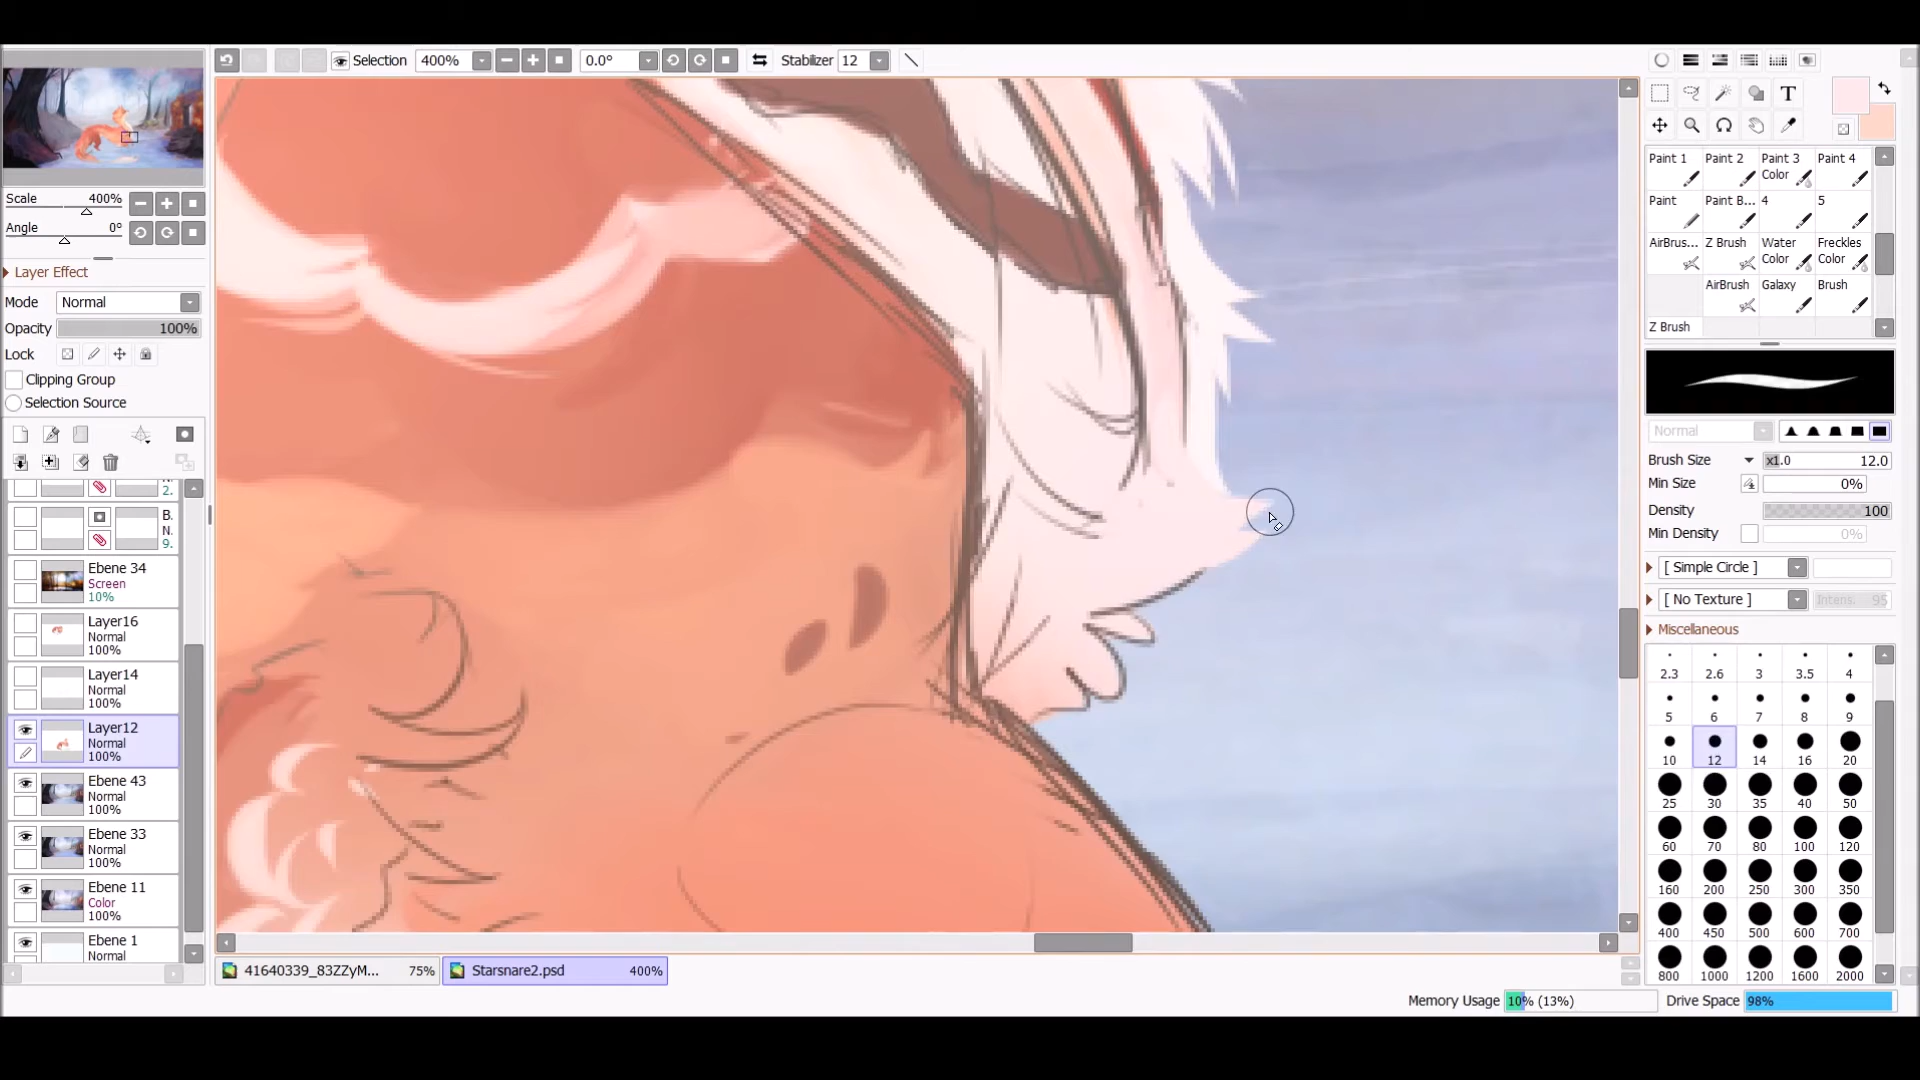 Selection 400% 0.0° Stabilizer 12
Scale 400%
Angle 0°
Layer Effect
Mode Normal
Opacity 100%
Lock
Clipping Group
Selection Source
N.
2.
B.
N.
9.
Ebene 34
Screen
10%
Layer16
Normal
100%
Layer14
Normal
100%
Layer12
Normal
100%
Ebene 43
Normal
100%
Ebene 33
Normal
100%
Ebene 11
Color
100%
Ebene 1
Normal
41640339_83ZZyM... 75% Starsnare2.psd 400%
T
Paint 1 Paint 2 Paint 3 Paint 4
Color
Paint Paint B... 4 5
AirBrus... Z Brush Water Freckles
Color Color
AirBrush Galaxy Brush
Z Brush
Normal
Brush Size x1.0 12.0
Min Size 0%
Density 100
Min Density 0%
[ Simple Circle ]
[ No Texture ] Intens. 95
Miscellaneous
2.3 2.6 3 3.5 4
5 6 7 8 9
10 12 14 16 20
25 30 35 40 50
60 70 80 100 120
160 200 250 300 350
400 450 500 600 700
800 1000 1200 1600 2000
Memory Usage 10% (13%) Drive Space 98%